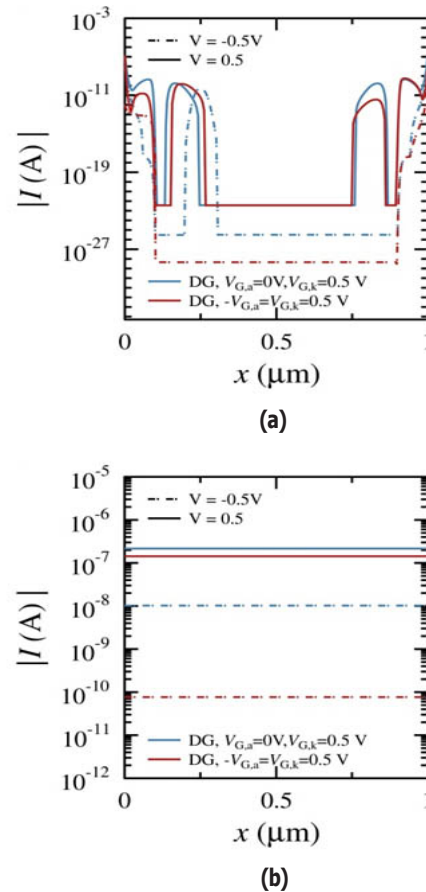 10⁻³
V = -0.5V
V = 0.5
10⁻¹¹
|I (A)|
10⁻¹⁹
10⁻²⁷
DG, V_G,a=0V,V_G,k=0.5 V
DG, -V_G,a=V_G,k=0.5 V
0
0.5
1
x (μm)
(a)
10⁻⁵
V = -0.5V
10⁻⁶
V = 0.5
10⁻⁷
|I (A)|
10⁻⁸
10⁻⁹
10⁻¹⁰
10⁻¹¹
DG, V_G,a=0V,V_G,k=0.5 V
DG, -V_G,a=V_G,k=0.5 V
10⁻¹²
0
0.5
1
x (μm)
(b)